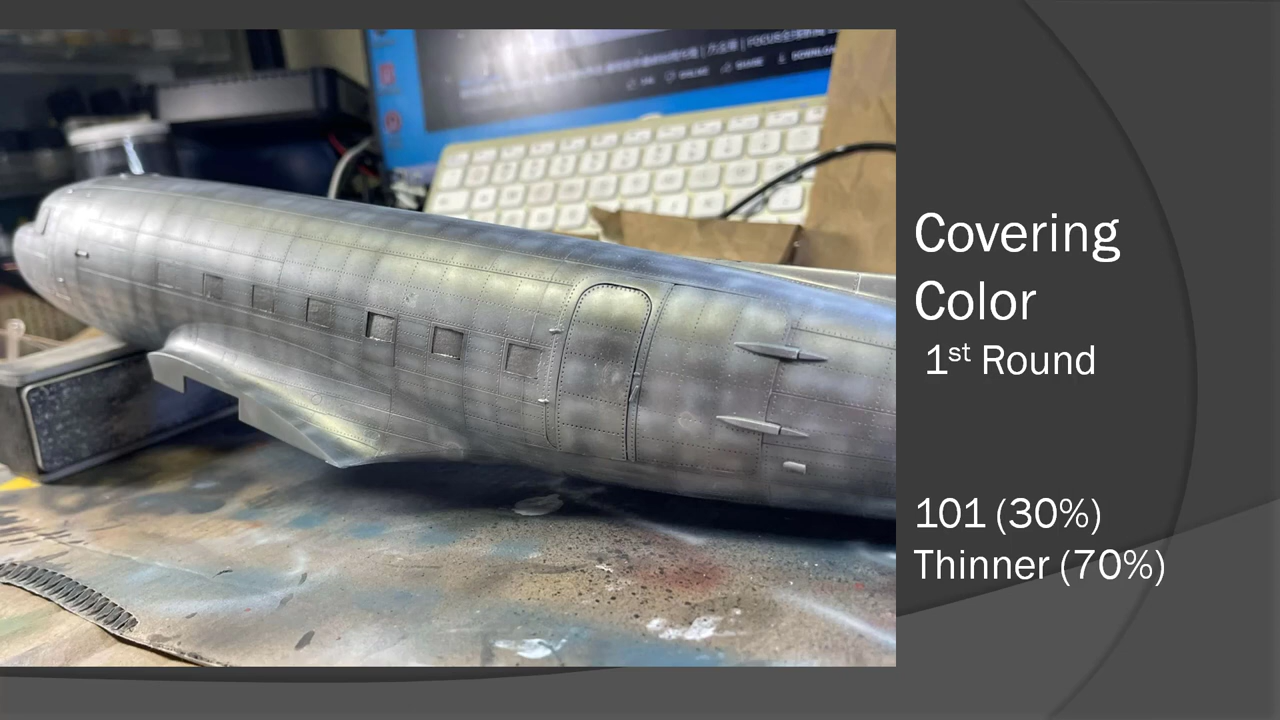 Covering
Color
1st Round
101 (30%)
Thinner (70%)